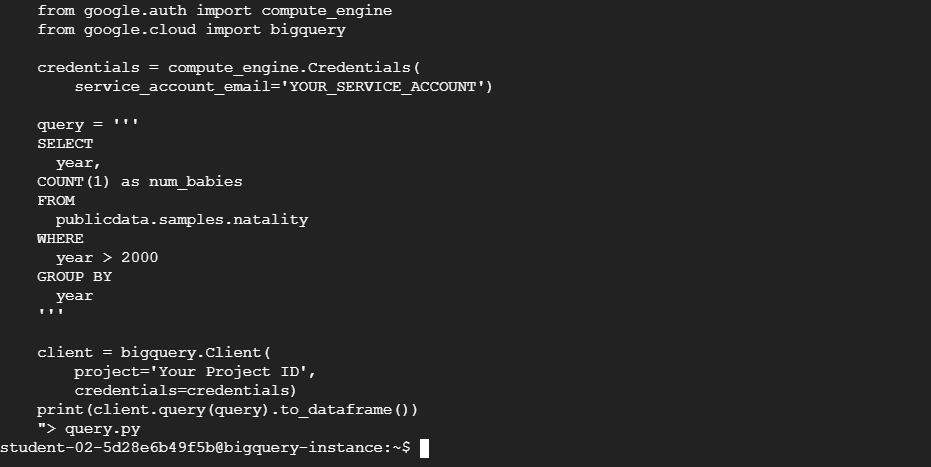 from google.auth import compute_engine
from google.cloud import bigquery
credentials = compute_engine.Credentials(
service_account_email='YOUR_SERVICE_ACCOUNT')
query = '''
SELECT
year,
COUNT(1) as num_babies
FROM
publicdata.samples.natality
WHERE
year > 2000
GROUP BY
year
'''
client = bigquery.Client(
project='Your Project ID',
credentials=credentials)
print(client.query(query).to_dataframe())
"> query.py
student-02-5d28e6b49f5b@bigquery-instance:~$